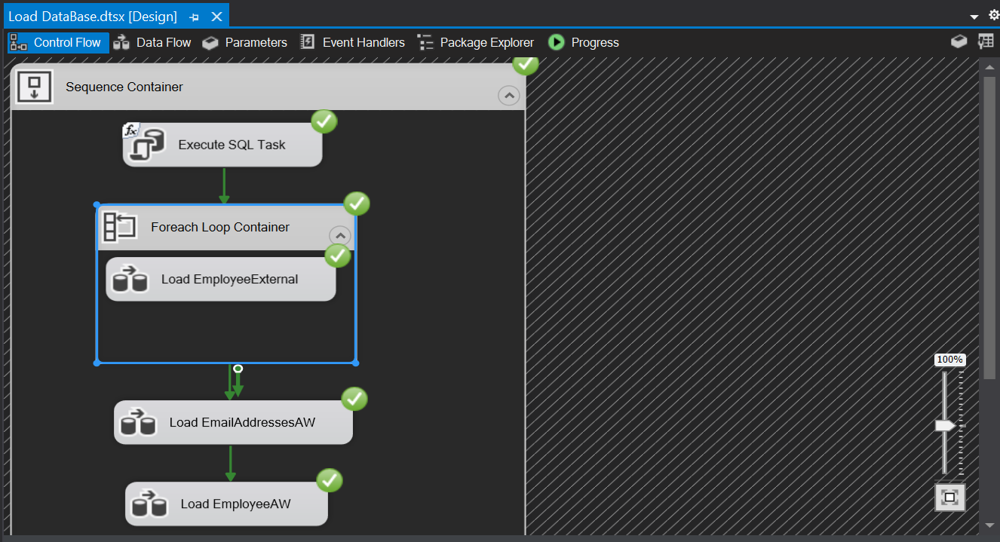 Load DataBase.dtsx [Design]
Control Flow Data Flow Parameters Event Handlers Package Explorer Progress
Sequence Container
fx
Execute SQL Task
Foreach Loop Container
Load EmployeeExternal
100%
Load EmailAddressesAW
Load EmployeeAW